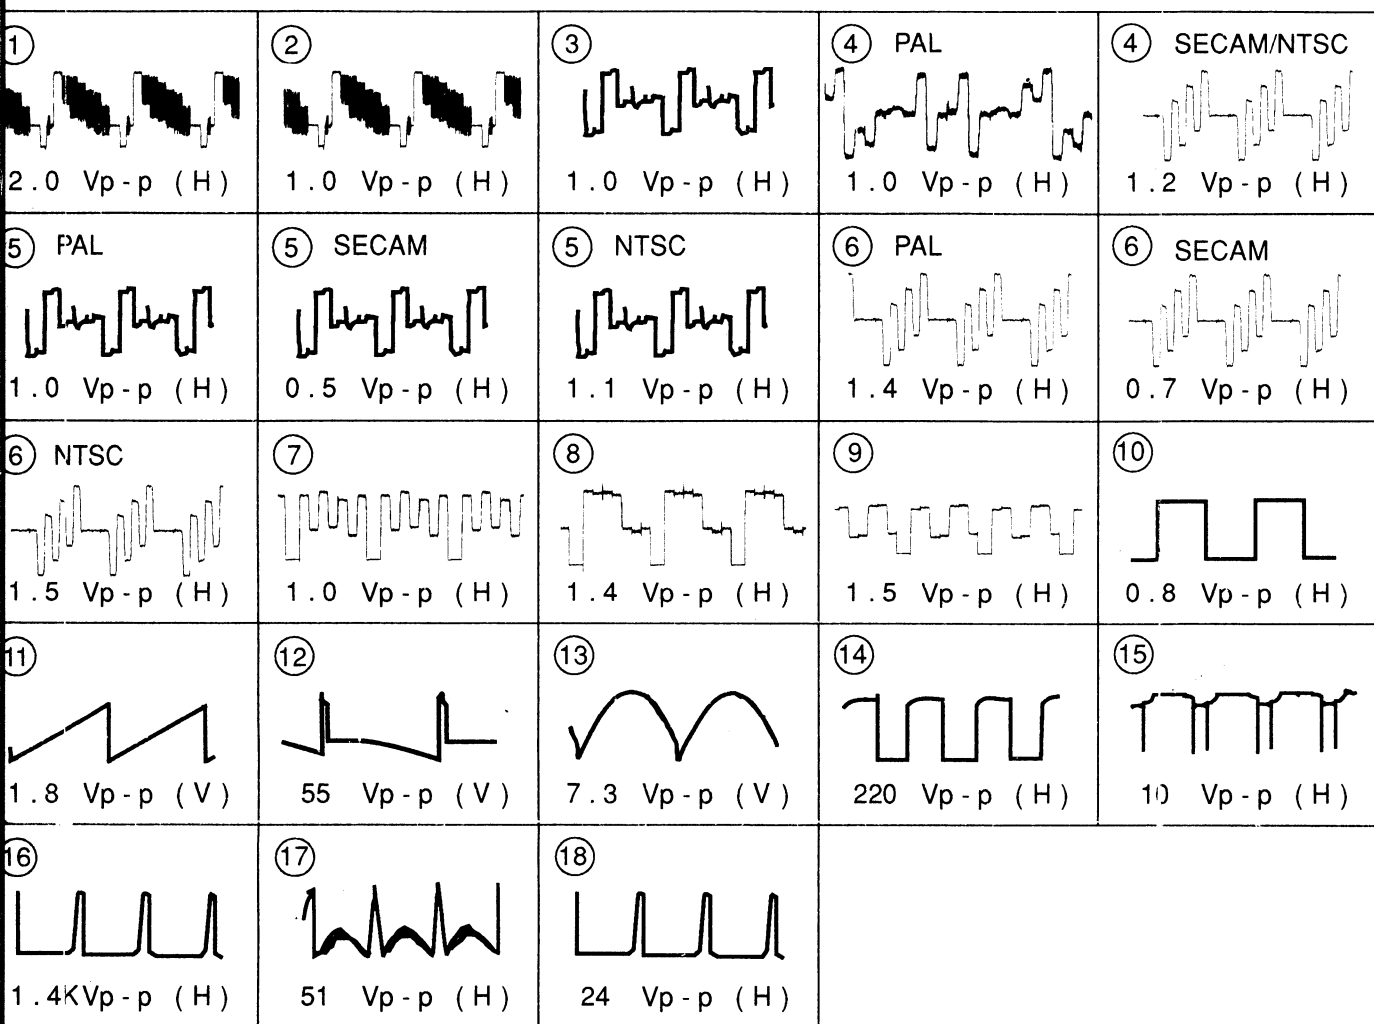 1
2
3
4 PAL
4 SECAM/NTSC
2.0 Vp-p (H)
1.0 Vp-p (H)
1.0 Vp-p (H)
1.0 Vp-p (H)
1.2 Vp-p (H)
5 PAL
5 SECAM
5 NTSC
6 PAL
6 SECAM
1.0 Vp-p (H)
0.5 Vp-p (H)
1.1 Vp-p (H)
1.4 Vp-p (H)
0.7 Vp-p (H)
6 NTSC
7
8
9
10
1.5 Vp-p (H)
1.0 Vp-p (H)
1.4 Vp-p (H)
1.5 Vp-p (H)
0.8 Vp-p (H)
11
12
13
14
15
1.8 Vp-p (V)
55 Vp-p (V)
7.3 Vp-p (V)
220 Vp-p (H)
10 Vp-p (H)
16
17
18
1.4KVp-p (H)
51 Vp-p (H)
24 Vp-p (H)